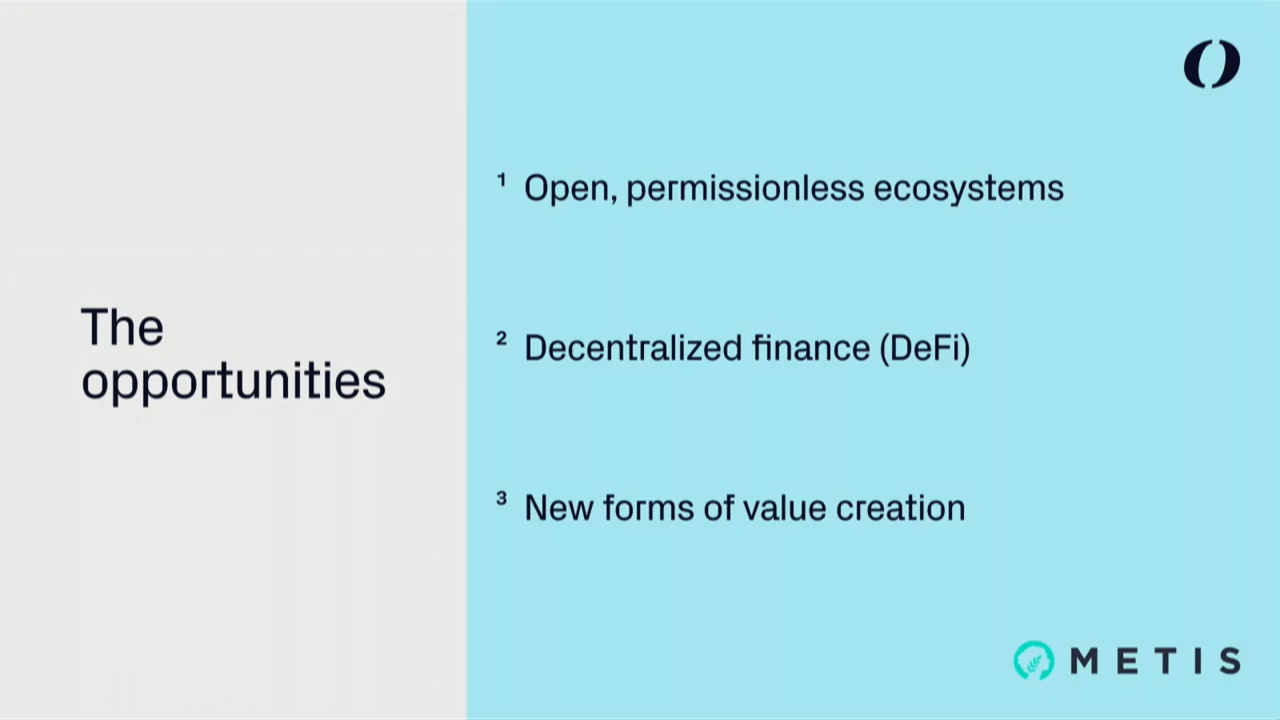 The
opportunities
¹ Open, permissionless ecosystems
² Decentralized finance (DeFi)
³ New forms of value creation
METIS